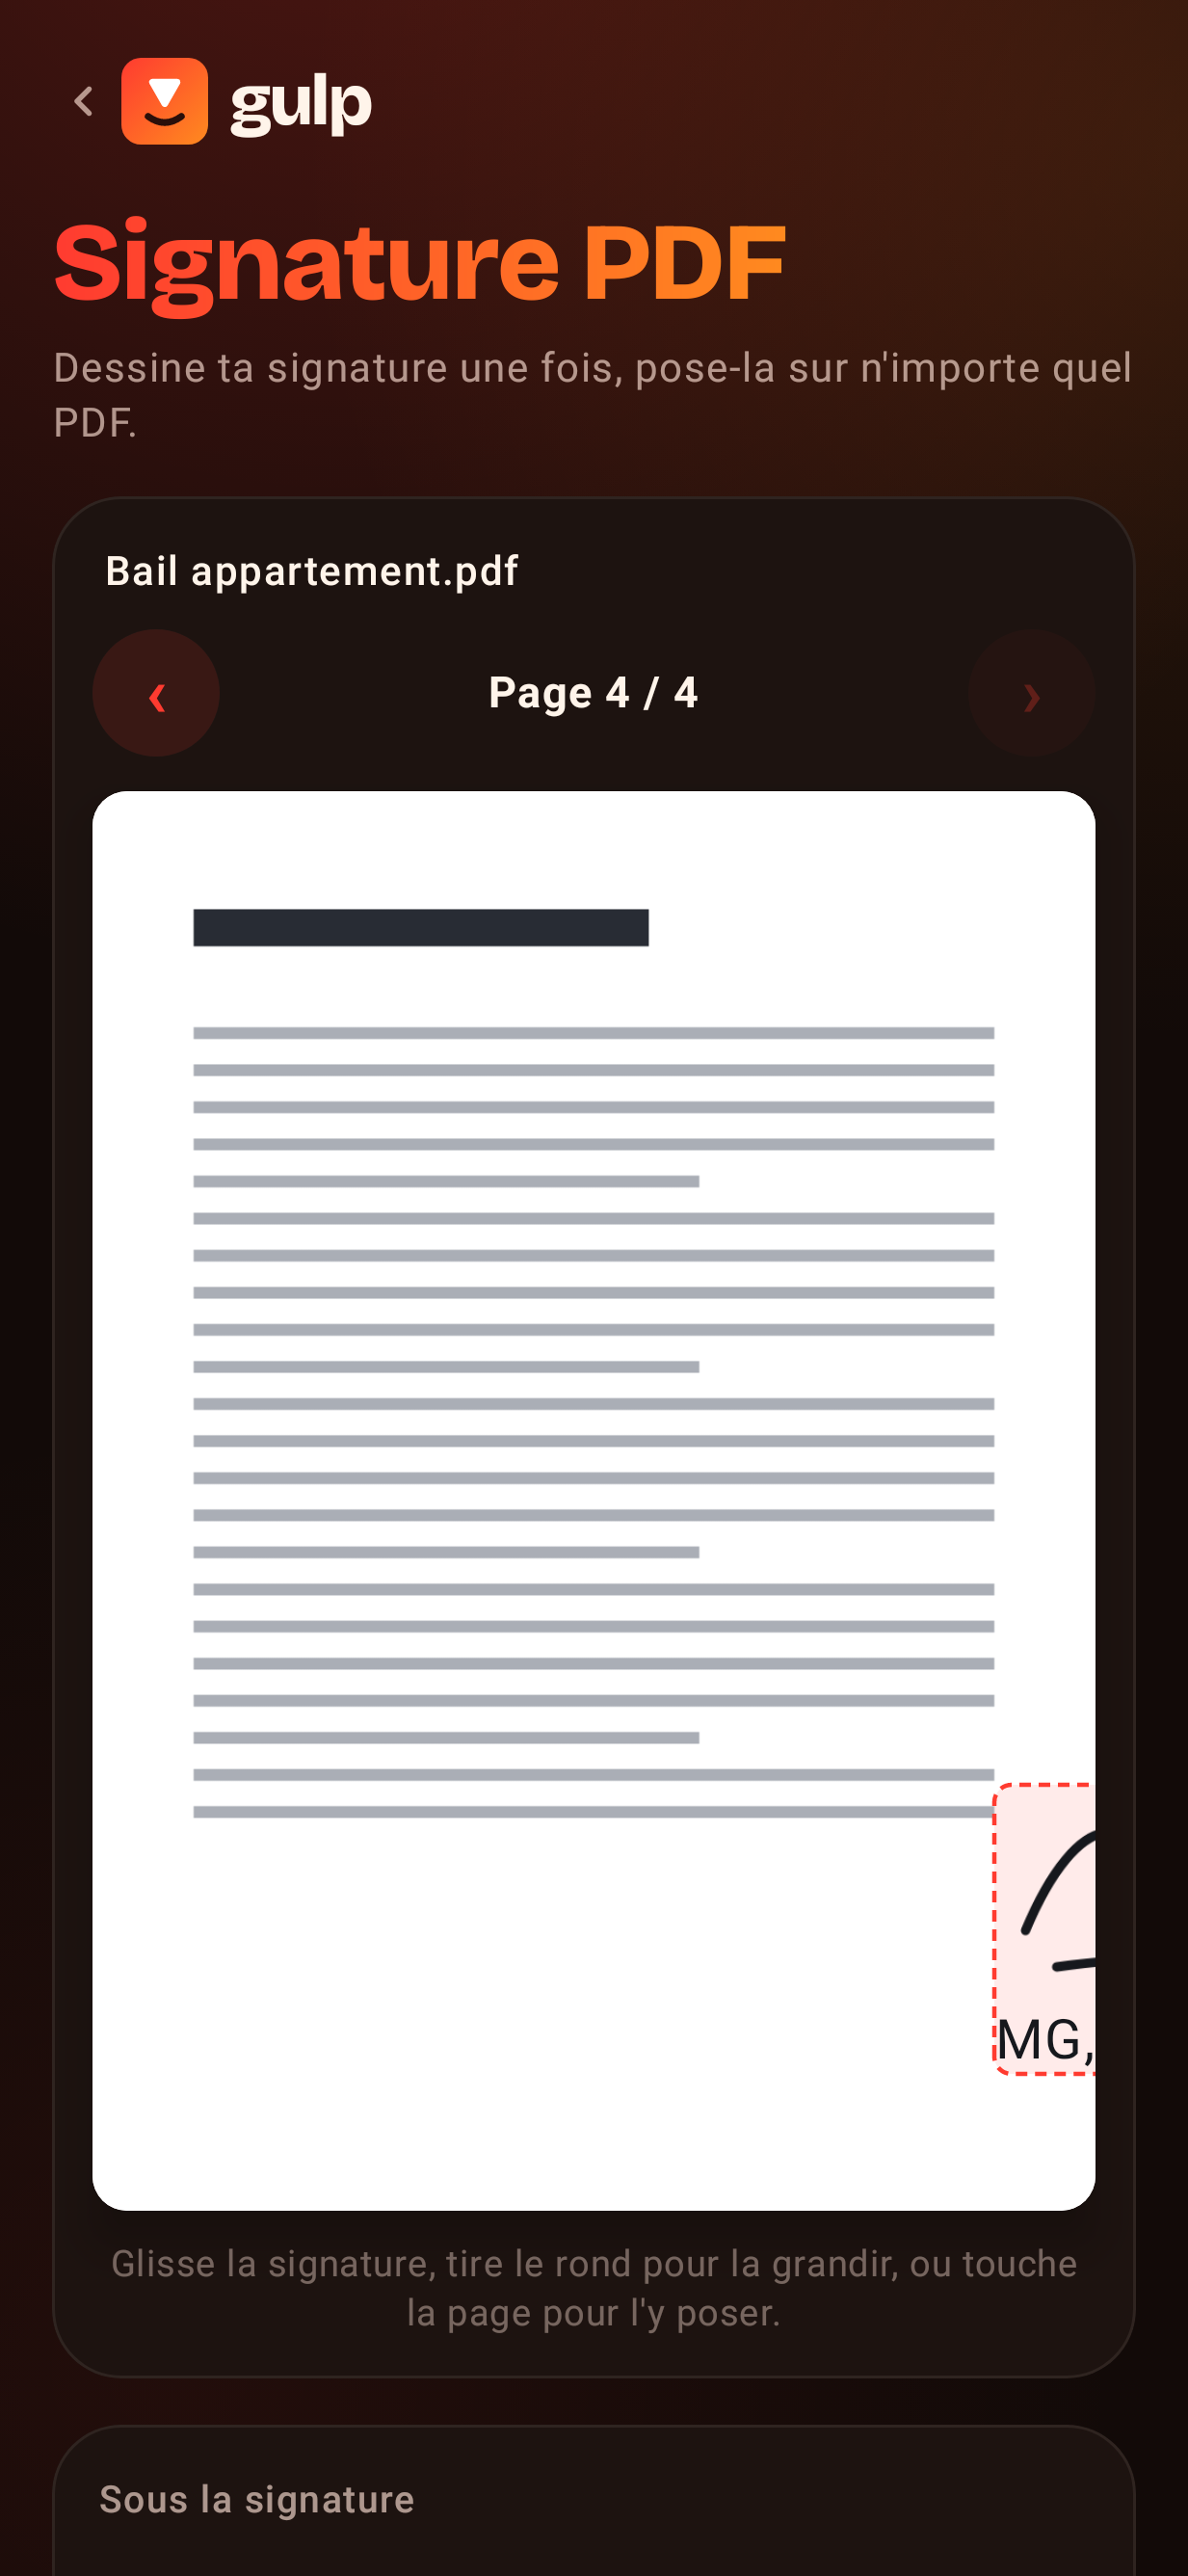 gulp
Signature PDF
Dessine ta signature une fois, pose-la sur n'importe quel
PDF.
Bail appartement.pdf
‹
Page 4 / 4
›
MG,
Glisse la signature, tire le rond pour la grandir, ou touche
la page pour l'y poser.
Sous la signature